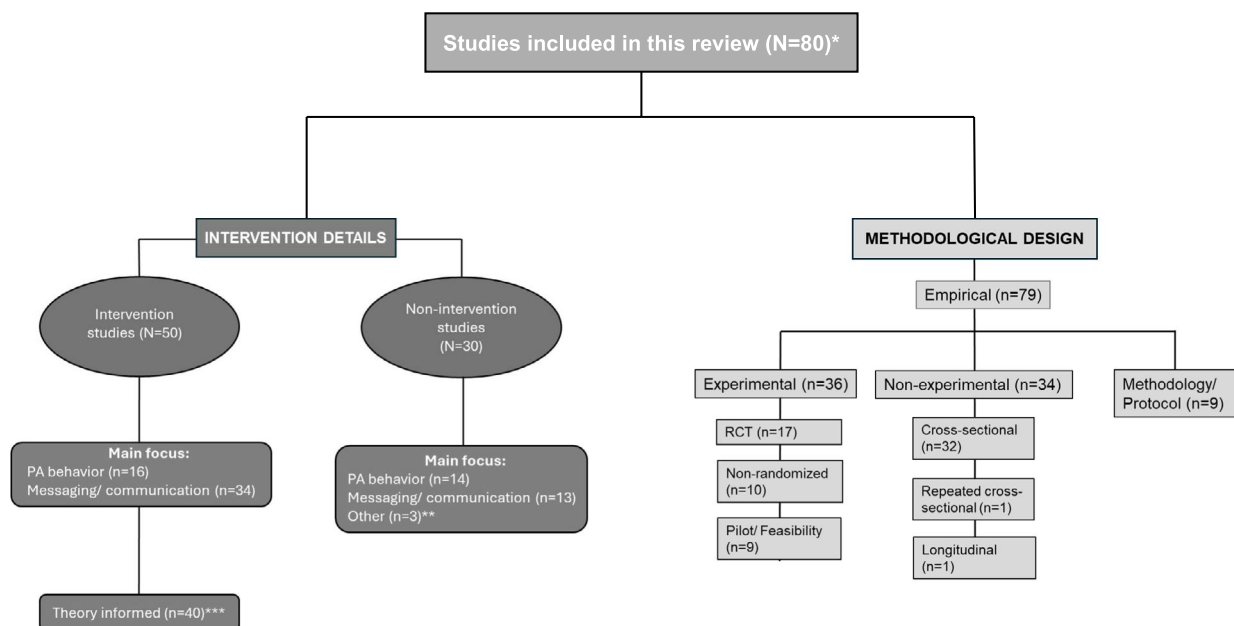 Studies included in this review (N=80)*
INTERVENTION DETAILS
METHODOLOGICAL DESIGN
Intervention
studies (N=50)
Non-intervention
studies
(N=30)
Main focus:
PA behavior (n=16)
Messaging/ communication (n=34)
Main focus:
PA behavior (n=14)
Messaging/ communication (n=13)
Other (n=3)**
Theory informed (n=40)***
Empirical (n=79)
Experimental (n=36)
Non-experimental (n=34)
Methodology/
Protocol (n=9)
RCT (n=17)
Non-randomized
(n=10)
Pilot/ Feasibility
(n=9)
Cross-sectional
(n=32)
Repeated cross-
sectional (n=1)
Longitudinal
(n=1)